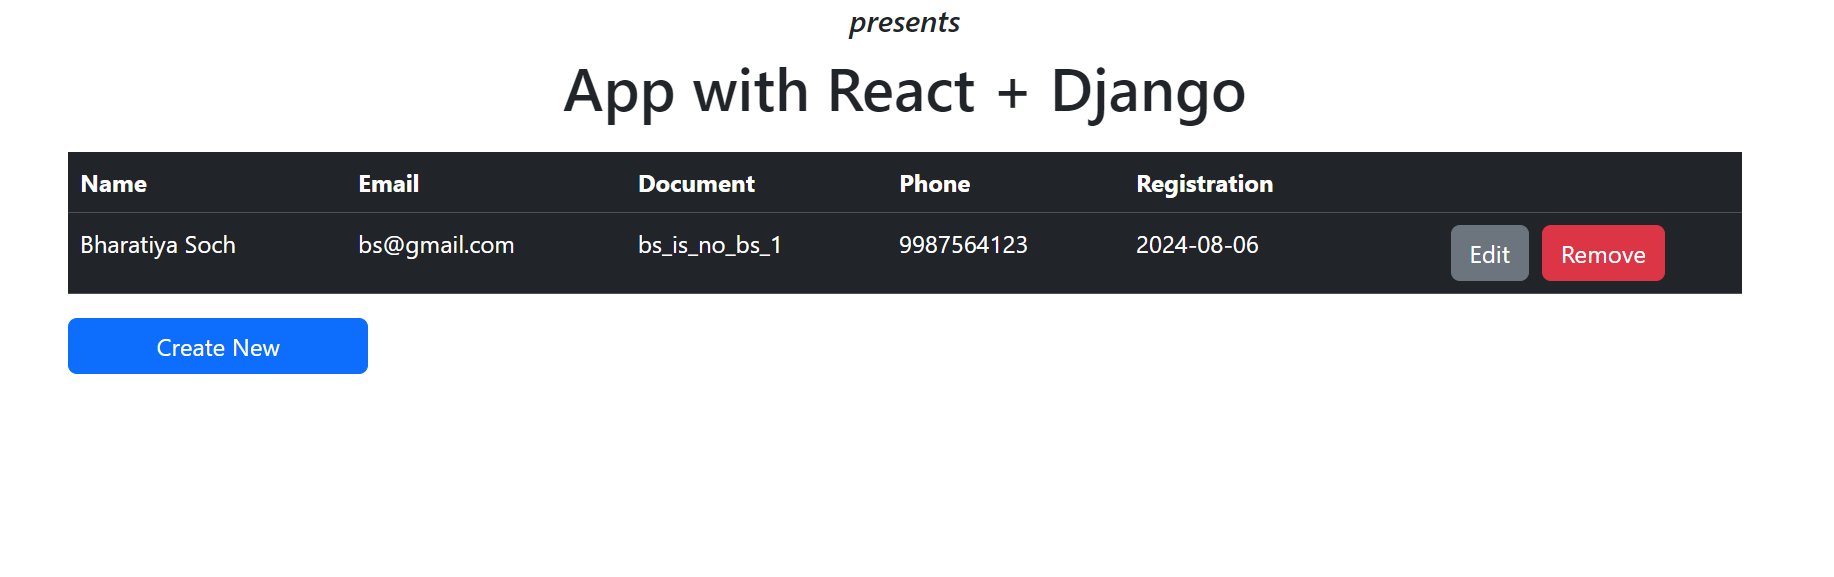 presents
App with React + Django
Name Email Document Phone Registration
Bharatiya Soch bs@gmail.com bs_is_no_bs_1 9987564123 2024-08-06 Edit Remove
Create New